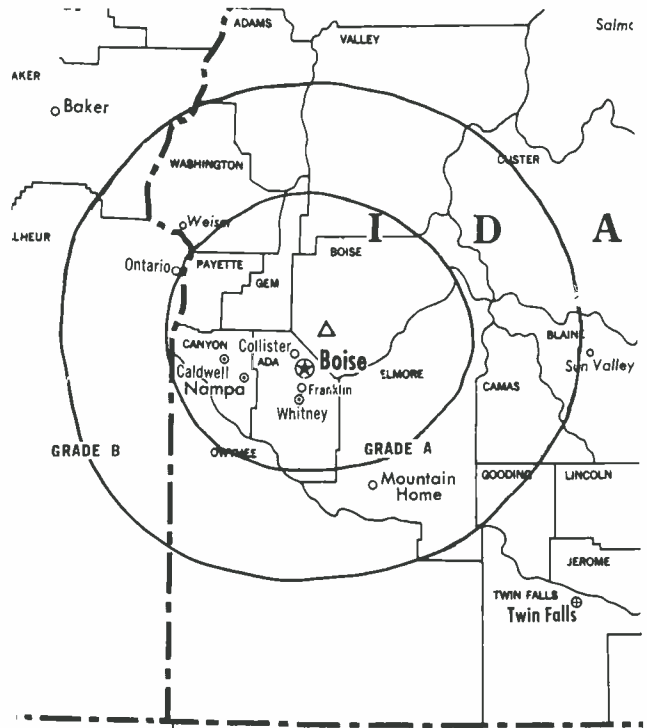 ADAMS
VALLEY
Salmo
AKER
Baker
CUSTER
WASHINGTON
Weiser
LHEUR
I D A
BOISE
Ontario
PAYETTE
GEM
BLAINE
CANYON
Collister
Boise
Sun Valley
ADA
Caldwell
ELMORE
Nampa
Franklin
CAMAS
Whitney
GRADE B
OWYHEE
GRADE A
Mountain
Home
GOODING
LINCOLN
JEROME
TWIN FALLS
Twin Falls